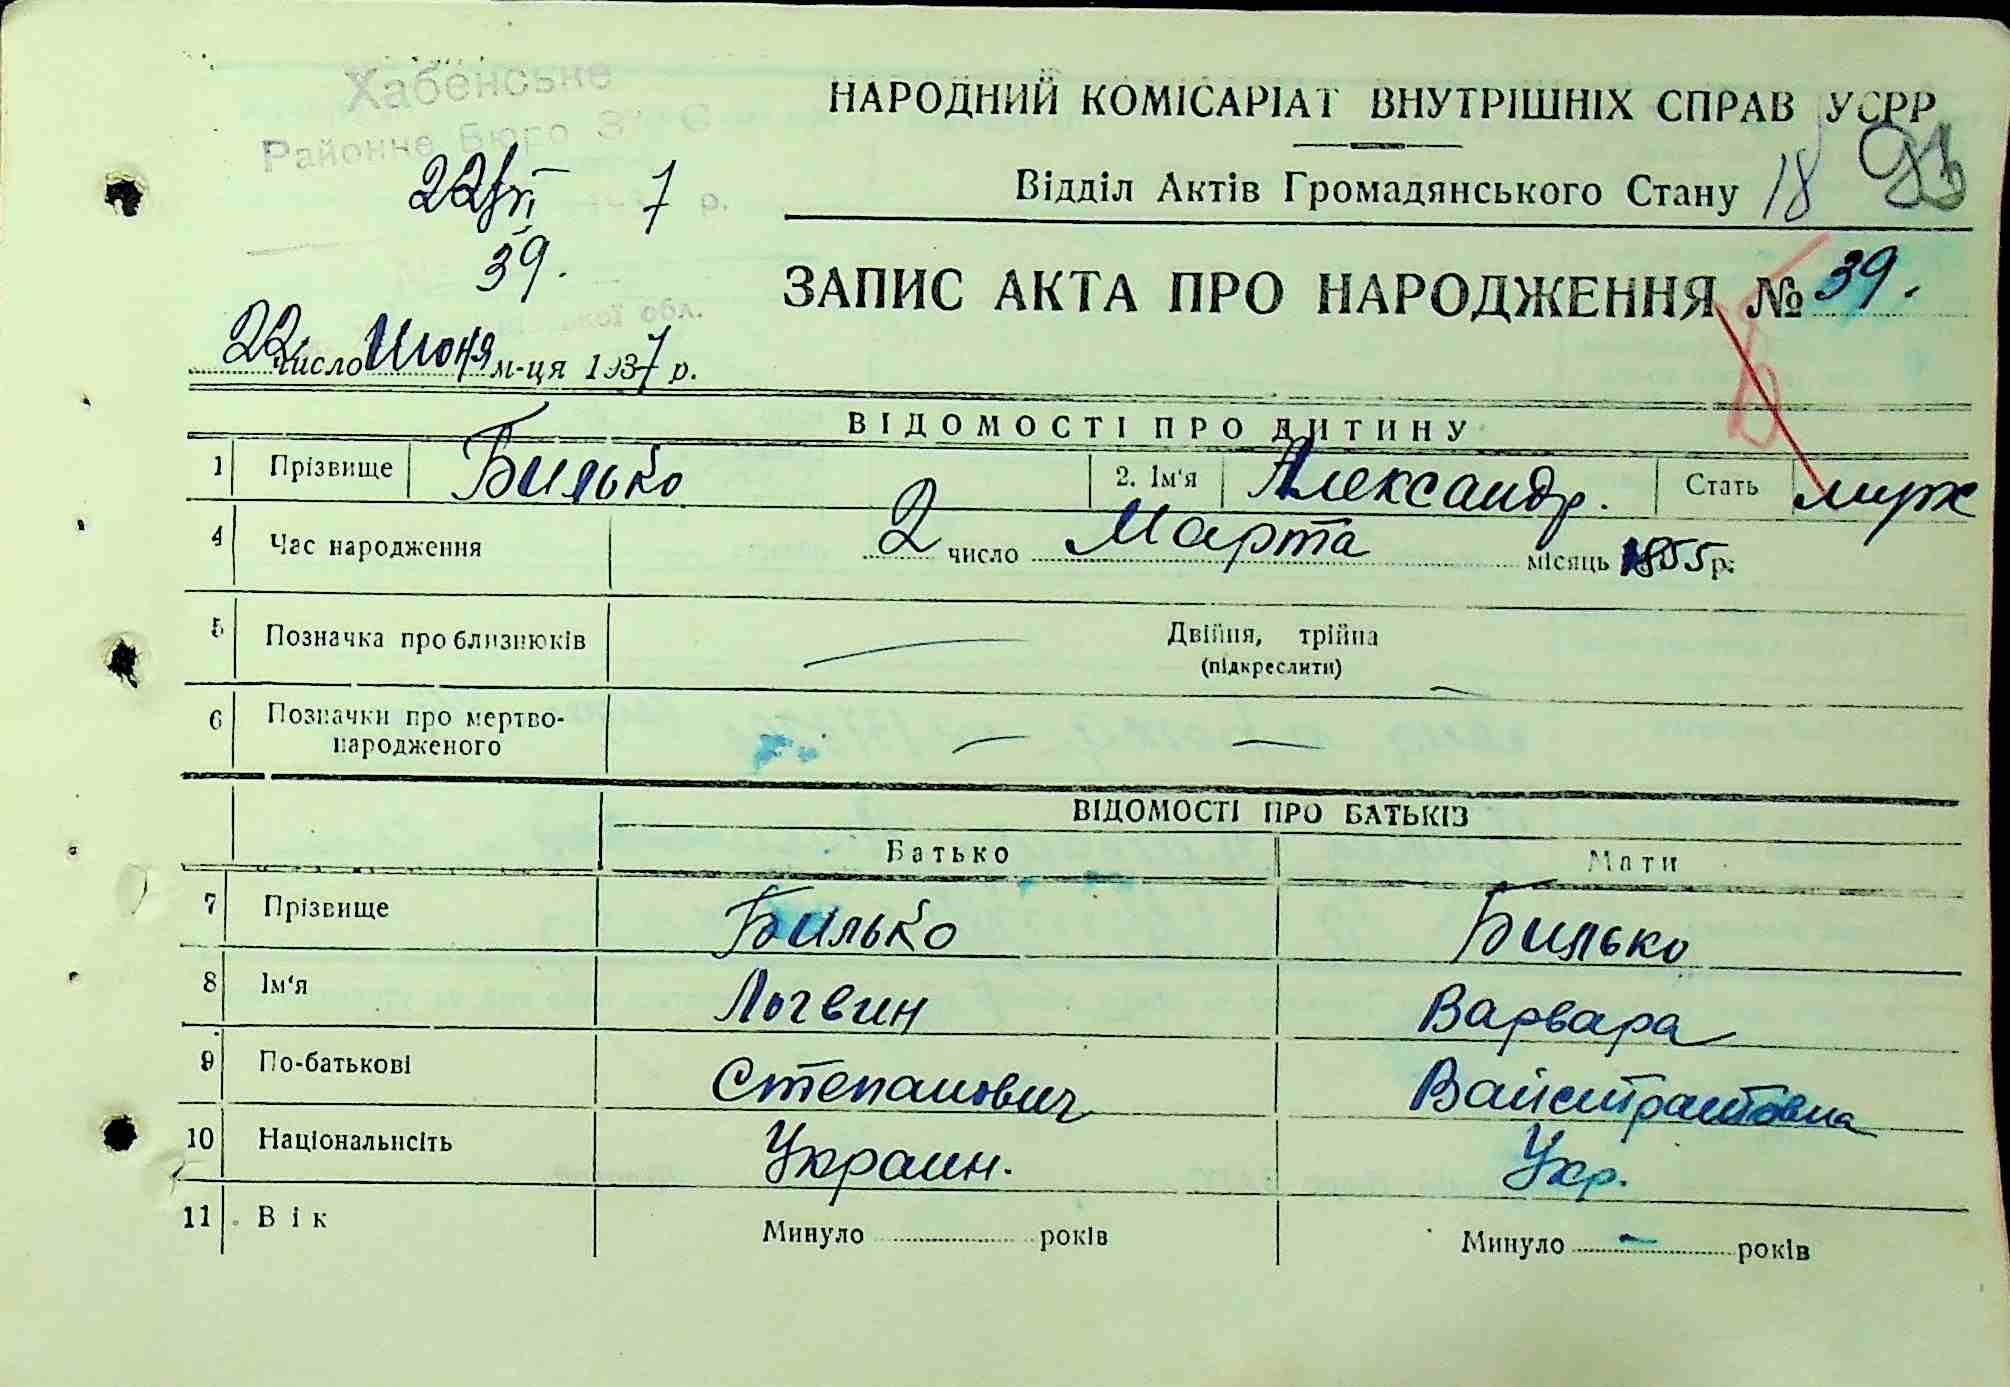 Хабенське
Районне Бюро
22/VI 7 р.
39.
обл.
22 число Июня м-ця 1937 р.
НАРОДНИЙ КОМІСАРІАТ ВНУТРІШНІХ СПРАВ УСРР
Відділ Актів Громадянського Стану 18
ЗАПИС АКТА ПРО НАРОДЖЕННЯ № 39.
ВІДОМОСТІ ПРО ДИТИНУ
1 Прізвище Билько 2. Ім'я Александр. Стать муж
4 Час народження 2 число Марта місяць 1855 р.
5 Позначка про близнюків — Двійня, трійня
(підкреслити)
6 Позначки про мертво-
народженого — —
ВІДОМОСТІ ПРО БАТЬКІВ
Батько Мати
7 Прізвище Билько Билько
8 Ім'я Логвин Варвара
9 По-батькові Степанович
10 Національнсіть Украин. Укр.
11 Вік Минуло років Минуло — років